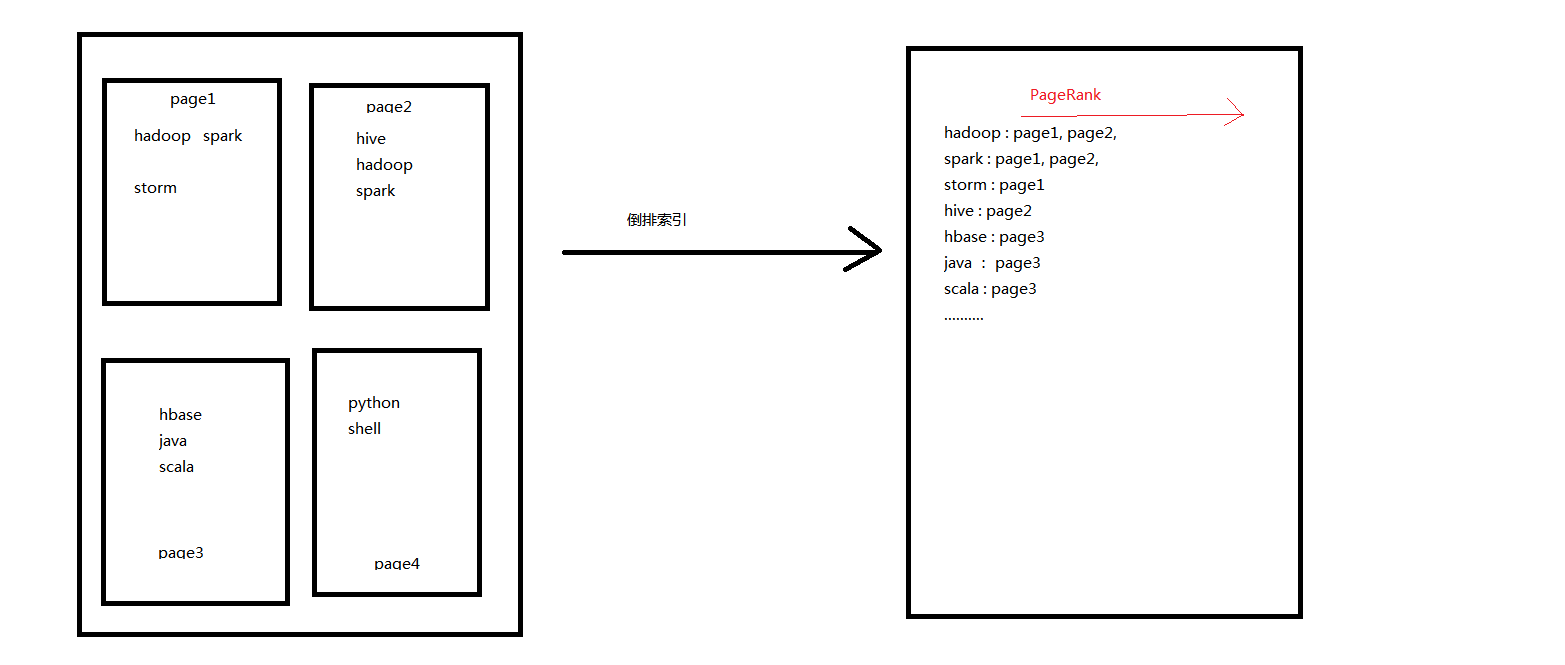 page1
hadoop spark
storm
page2
hive
hadoop
spark
hbase
java
scala
page3
python
shell
page4
倒排索引
PageRank
hadoop : page1, page2,
spark : page1, page2,
storm : page1
hive : page2
hbase : page3
java ： page3
scala : page3
..........